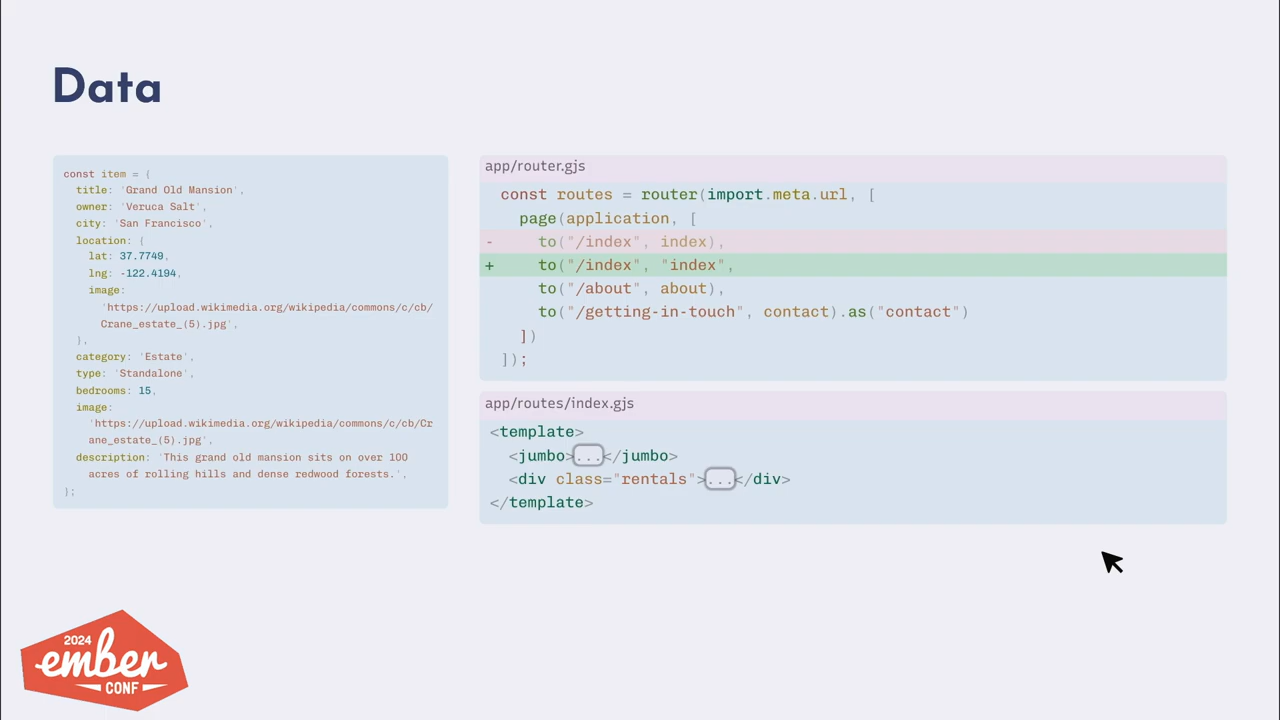 Data
const item = {
title: 'Grand Old Mansion',
owner: 'Veruca Salt',
city: 'San Francisco',
location: {
lat: 37.7749,
lng: -122.4194,
image:
'https://upload.wikimedia.org/wikipedia/commons/c/cb/
Crane_estate_(5).jpg',
},
category: 'Estate',
type: 'Standalone',
bedrooms: 15,
image:
'https://upload.wikimedia.org/wikipedia/commons/c/cb/Cr
ane_estate_(5).jpg',
description: 'This grand old mansion sits on over 100
acres of rolling hills and dense redwood forests.',
);
app/router.gjs
const routes = router(import.meta.url, [
page(application, [
- to("/index", index),
+ to("/index", "index",
to("/about", about),
to("/getting-in-touch", contact).as("contact")
])
]);
app/routes/index.gjs
<template>
<jumbo>...</jumbo>
<div class="rentals">...</div>
</template>
2024
ember
CONF